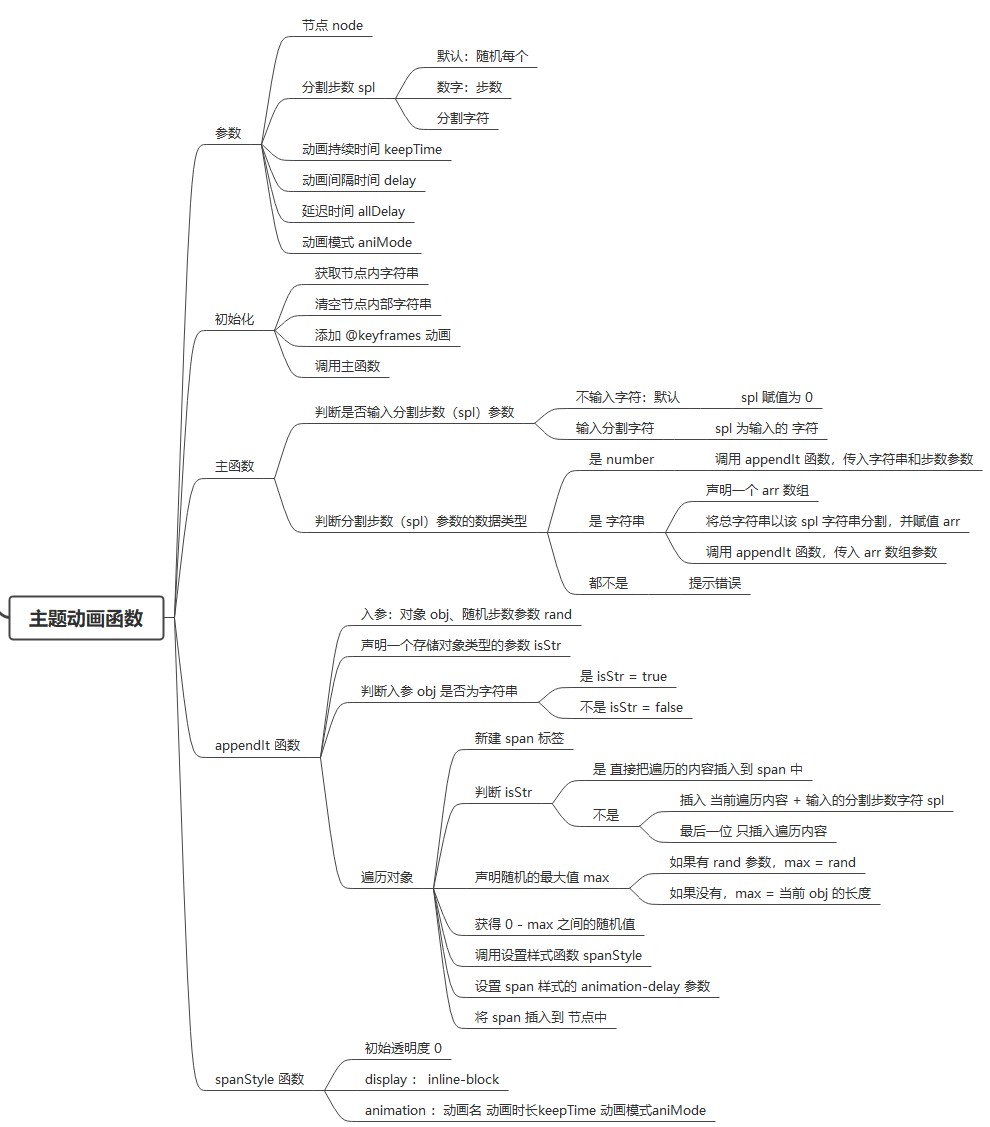 主题动画函数
参数
节点 node
分割步数 spl
默认：随机每个
数字：步数
分割字符
动画持续时间 keepTime
动画间隔时间 delay
延迟时间 allDelay
动画模式 aniMode
初始化
获取节点内字符串
清空节点内部字符串
添加 @keyframes 动画
调用主函数
主函数
判断是否输入分割步数（spl）参数
不输入字符：默认
spl 赋值为 0
输入分割字符
spl 为输入的 字符
判断分割步数（spl）参数的数据类型
是 number
调用 appendIt 函数，传入字符串和步数参数
是 字符串
声明一个 arr 数组
将总字符串以该 spl 字符串分割，并赋值 arr
调用 appendIt 函数，传入 arr 数组参数
都不是
提示错误
appendIt 函数
入参：对象 obj、随机步数参数 rand
声明一个存储对象类型的参数 isStr
判断入参 obj 是否为字符串
是 isStr = true
不是 isStr = false
遍历对象
新建 span 标签
判断 isStr
是 直接把遍历的内容插入到 span 中
不是
插入 当前遍历内容 + 输入的分割步数字符 spl
最后一位 只插入遍历内容
声明随机的最大值 max
如果有 rand 参数，max = rand
如果没有，max = 当前 obj 的长度
获得 0 - max 之间的随机值
调用设置样式函数 spanStyle
设置 span 样式的 animation-delay 参数
将 span 插入到 节点中
spanStyle 函数
初始透明度 0
display ： inline-block
animation ：动画名 动画时长keepTime 动画模式aniMode